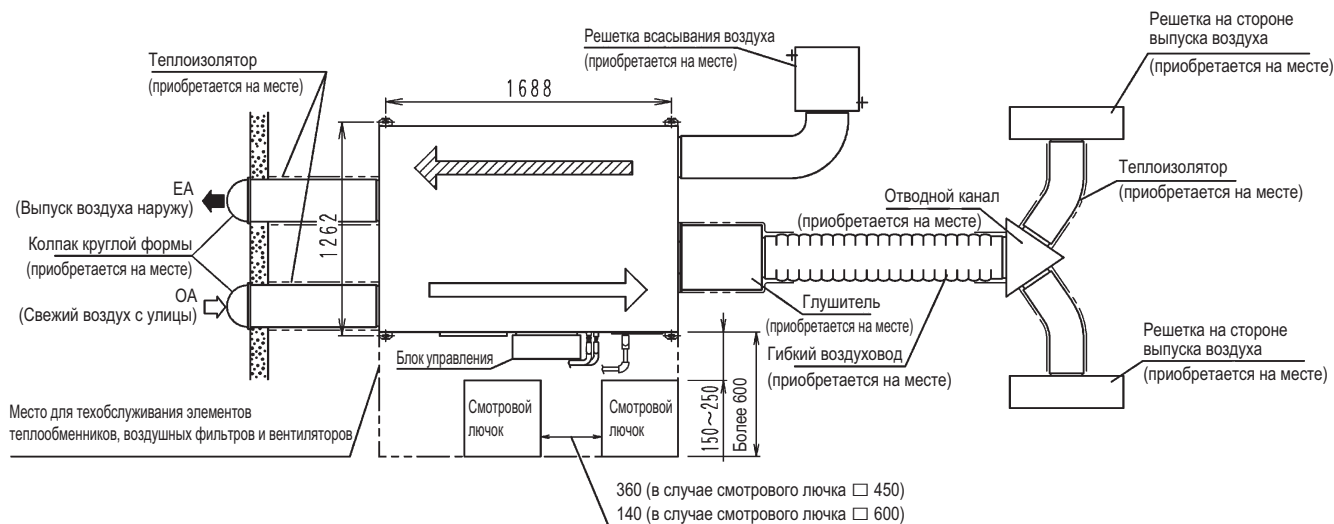 Решетка на стороне
выпуска воздуха
(приобретается на месте)
Решетка всасывания воздуха
(приобретается на месте)
Теплоизолятор
(приобретается на месте)
1688
Теплоизолятор
(приобретается на месте)
EA
(Выпуск воздуха наружу)
Отводной канал
(приобретается на месте)
1262
Колпак круглой формы
(приобретается на месте)
OA
(Свежий воздух с улицы)
Глушитель
(приобретается на месте)
Решетка на стороне
выпуска воздуха
(приобретается на месте)
Блок управления
Гибкий воздуховод
(приобретается на месте)
Место для техобслуживания элементов
теплообменников, воздушных фильтров и вентиляторов
Смотровой
лючок
Смотровой
лючок
150~250
Более 600
360 (в случае смотрового лючка □ 450)
140 (в случае смотрового лючка □ 600)